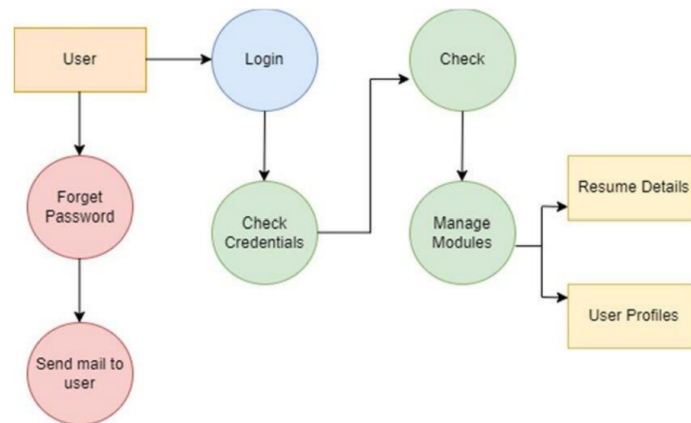 User
Login
Check
Forget
Password
Check
Credentials
Manage
Modules
Resume Details
User Profiles
Send mail to
user